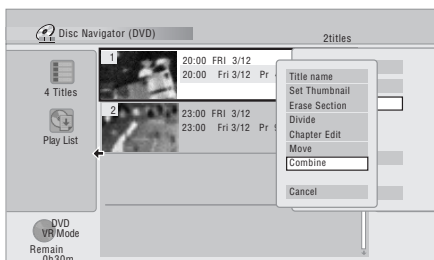 Disc Navigator (DVD)
2titles
4 Titles
Play List
1
20:00 FRI 3/12
20:00 Fri 3/12 Pr
2
23:00 FRI 3/12
23:00 Fri 3/12 Pr
Title name
Set Thumbnail
Erase Section
Divide
Chapter Edit
Move
Combine
Cancel
DVD
VR Mode
Remain
0h30m